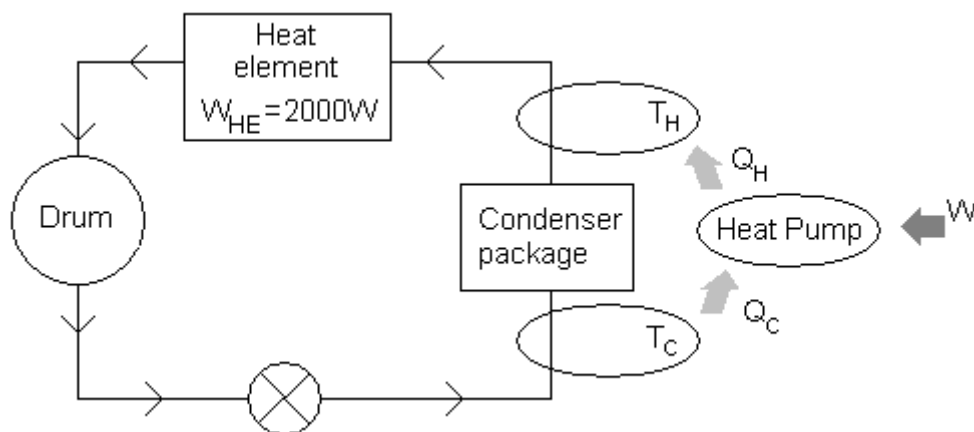 Heat
element
W_HE=2000W
T_H
Q_H
Drum
Condenser
package
Heat Pump
W
Q_C
T_C